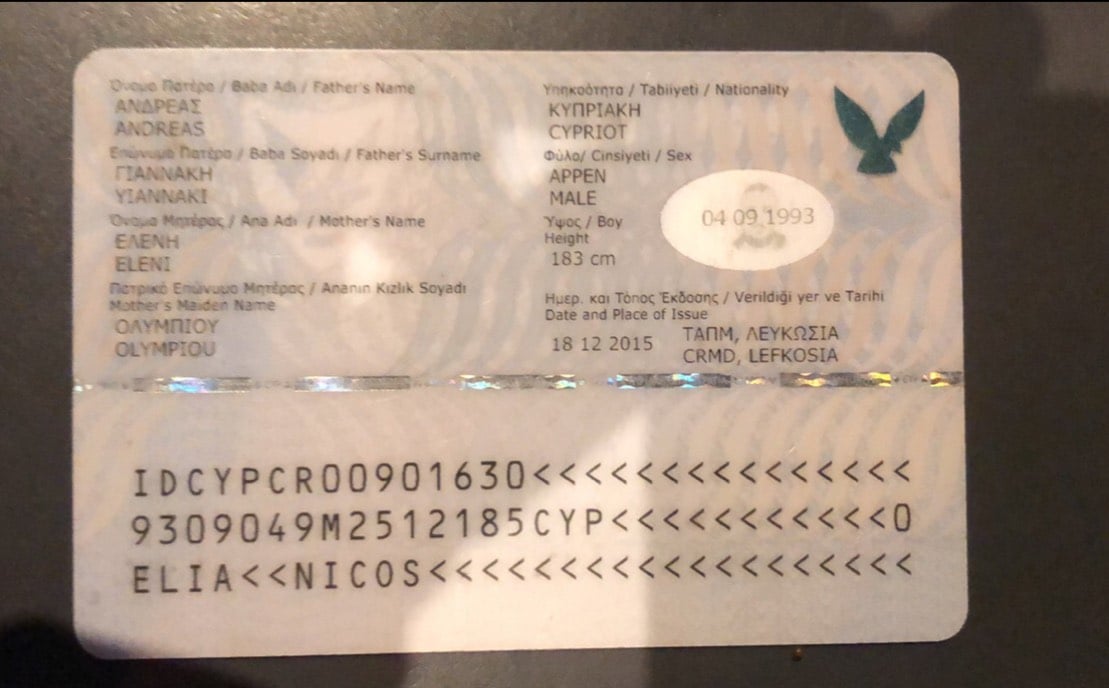 Όνομα Πατέρα / Baba Adı / Father's Name
ΑΝΔΡΕΑΣ
ANDREAS
Επώνυμο Πατέρα / Baba Soyadı / Father's Surname
ΓΙΑΝΝΑΚΗ
YIANNAKI
Όνομα Μητέρας / Ana Adı / Mother's Name
ΕΛΕΝΗ
ELENI
Πατρικό Επώνυμο Μητέρας / Ananın Kızlık Soyadı
Mother's Maiden Name
ΟΛΥΜΠΙΟΥ
OLYMPIOU
Υπηκοότητα / Tabiiyeti / Nationality
ΚΥΠΡΙΑΚΗ
CYPRIOT
Φύλο/ Cinsiyeti / Sex
ΑΡΡΕΝ
MALE
Ύψος / Boy
Height
183 cm
04 09 1993
Ημερ. και Τόπος Έκδοσης / Verildiği yer ve Tarihi
Date and Place of Issue
18 12 2015
ΤΑΠΜ, ΛΕΥΚΩΣΙΑ
CRMD, LEFKOSIA
IDCYPCR00901630<<<<<<<<<<<<<<<
9309049M2512185CYP<<<<<<<<<<<0
ELIA<<NICOS<<<<<<<<<<<<<<<<<<<